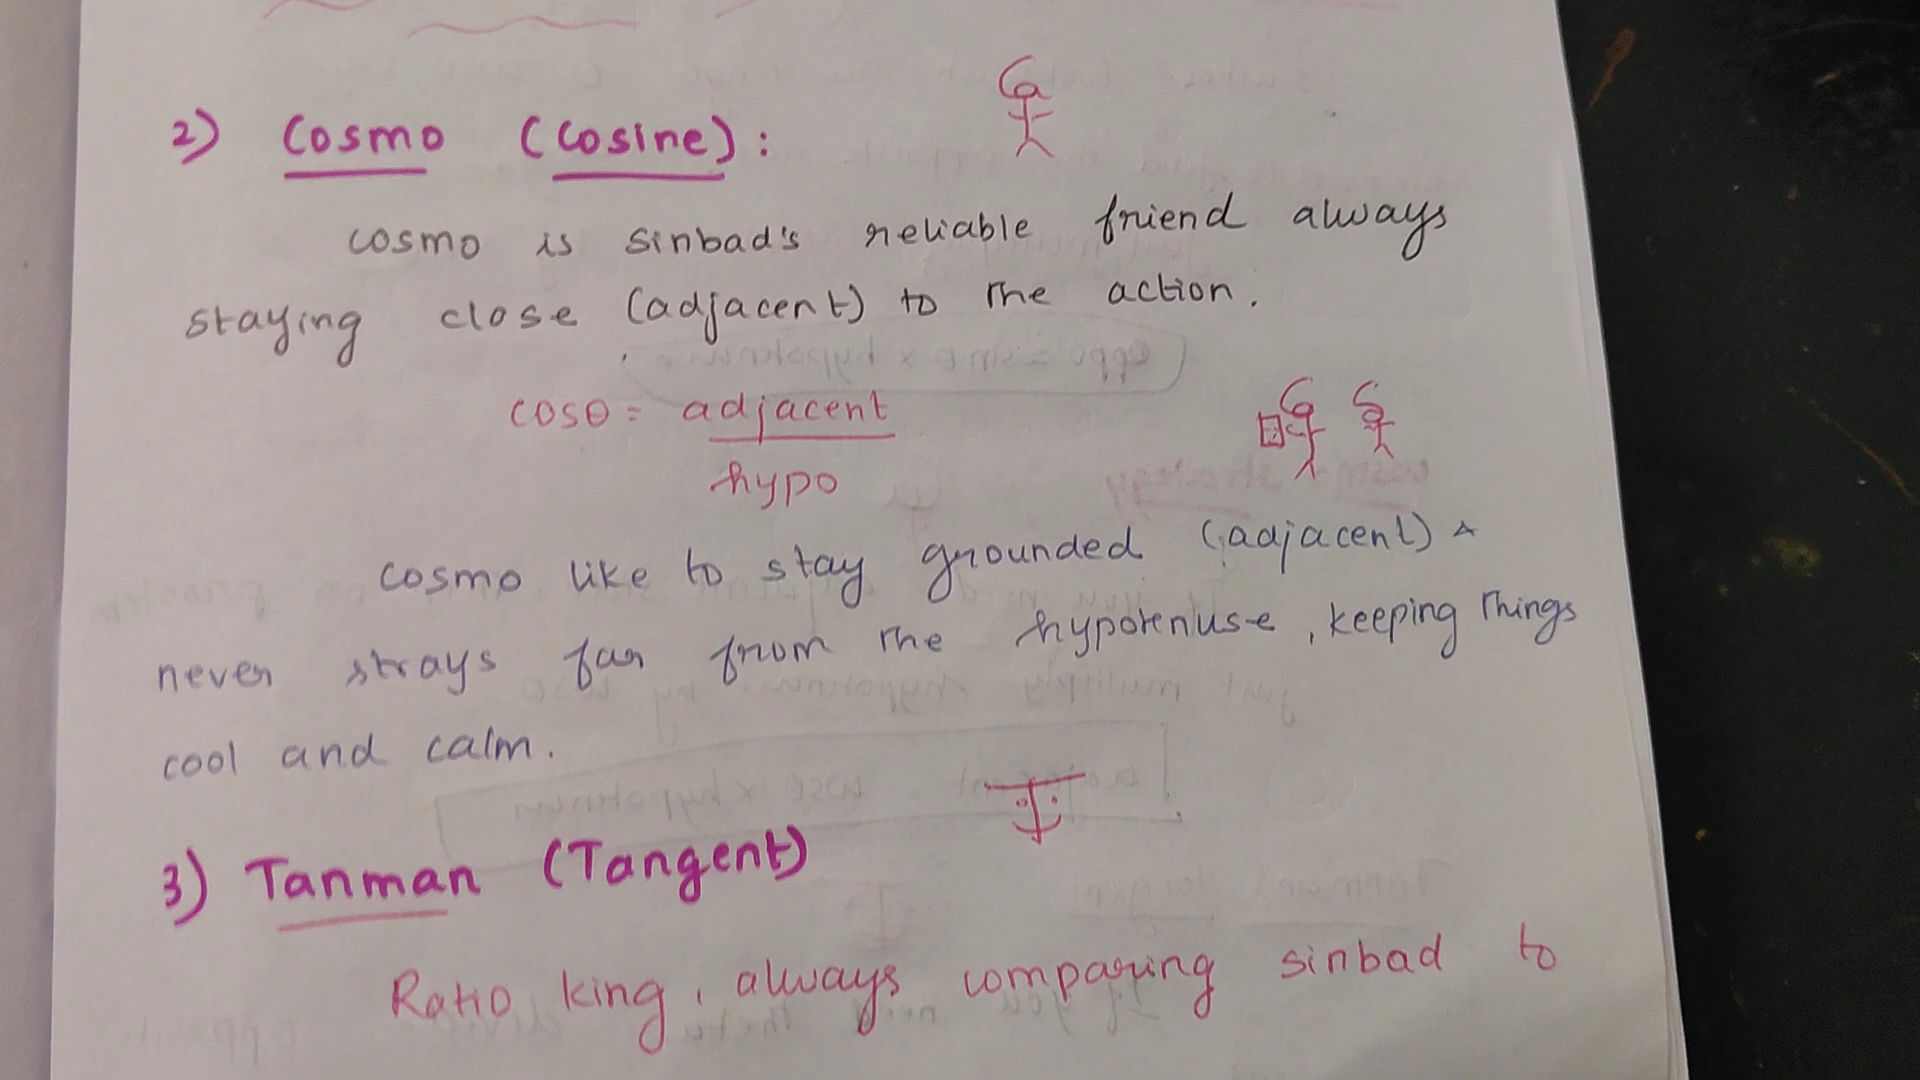 2) Cosmo (Cosine):
cosmo is sinbad's reliable friend always
staying close (adjacent) to the action.
cosθ = adjacent
hypo
cosmo like to stay grounded (adjacent) &
never strays far from the hypotenuse, keeping things
cool and calm.
3) Tanman (Tangent)
Ratio king, always comparing sinbad to